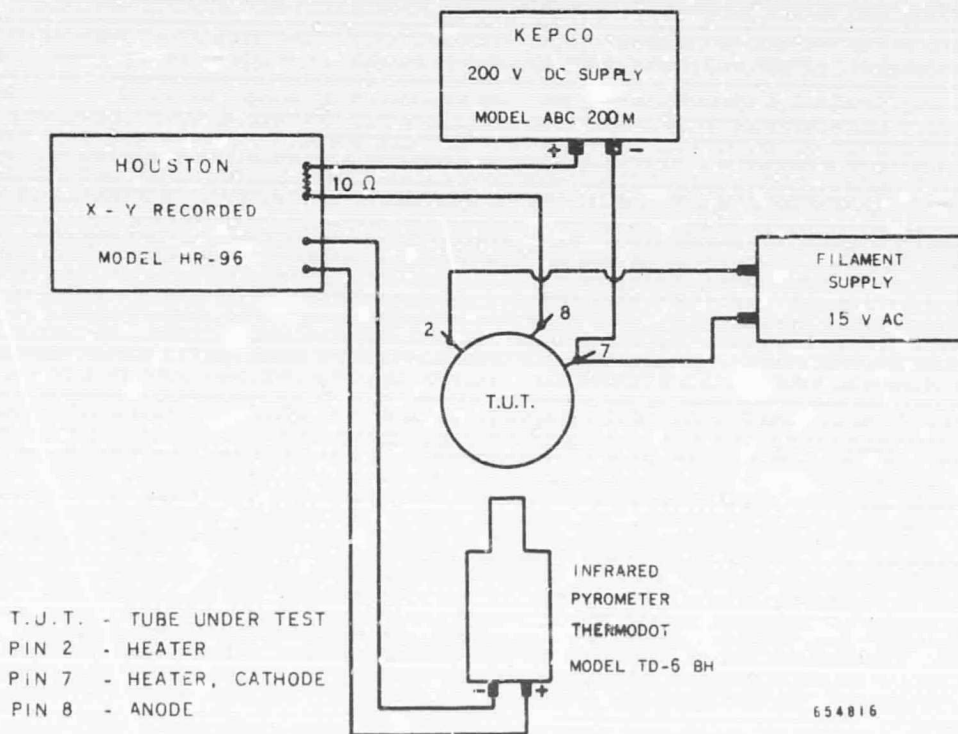 KEPCO
200 V DC SUPPLY
MODEL ABC 200M
+ -
HOUSTON
X - Y RECORDED
MODEL HR-96
10 Ω
FILAMENT
SUPPLY
15 V AC
2
8
7
T.U.T.
INFRARED
PYROMETER
THERMODOT
MODEL TD-6 BH
- +
T.U.T. - TUBE UNDER TEST
PIN 2 - HEATER
PIN 7 - HEATER, CATHODE
PIN 8 - ANODE
654816